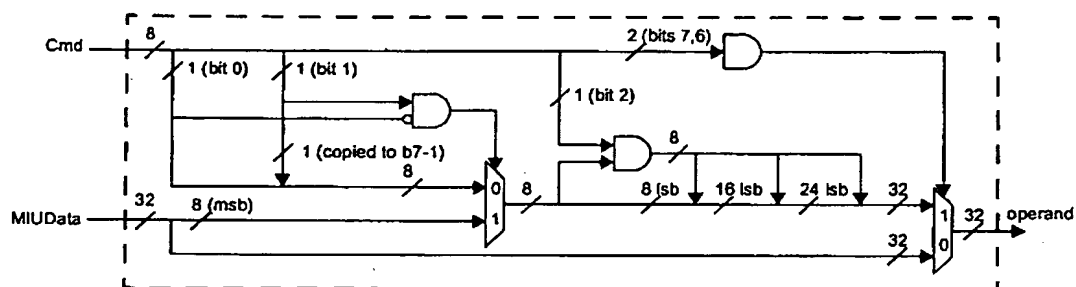 8
2 (bits 7,6)
Cmd
1 (bit 0)
1 (bit 1)
1 (bit 2)
1 (copied to b7-1)
8
8
0
8
8 lsb
16 lsb
24 lsb
32
32
8 (msb)
1
1
32
operand
MIUData
0
32